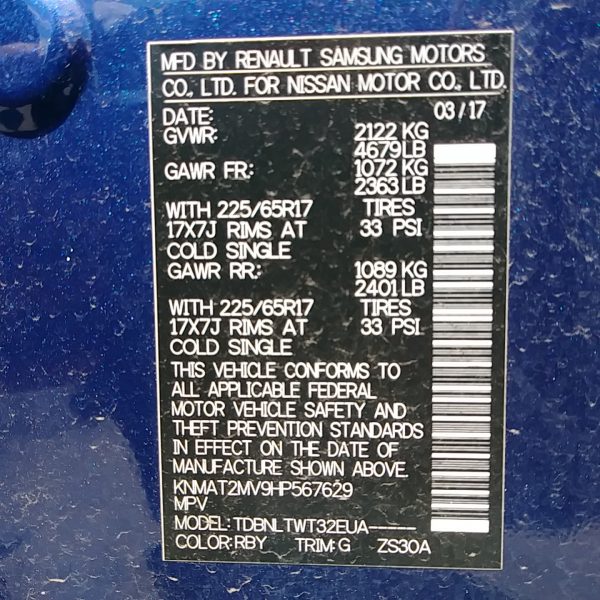 MFD BY RENAULT SAMSUNG MOTORS
CO., LTD. FOR NISSAN MOTOR CO., LTD.
DATE: 03/17
GVWR: 2122 KG
4679LB
GAWR FR: 1072 KG
2363 LB
WITH 225/65R17 TIRES
17X7J RIMS AT 33 PSI
COLD SINGLE
GAWR RR: 1089 KG
2401 LB
WITH 225/65R17 TIRES
17X7J RIMS AT 33 PSI
COLD SINGLE
THIS VEHICLE CONFORMS TO
ALL APPLICABLE FEDERAL
MOTOR VEHICLE SAFETY AND
THEFT PREVENTION STANDARDS
IN EFFECT ON THE DATE OF
MANUFACTURE SHOWN ABOVE.
KNMAT2MV9HP567629
MPV
MODEL: TDBNLTWT32EUA-----
COLOR:RBY TRIM:G ZS30A